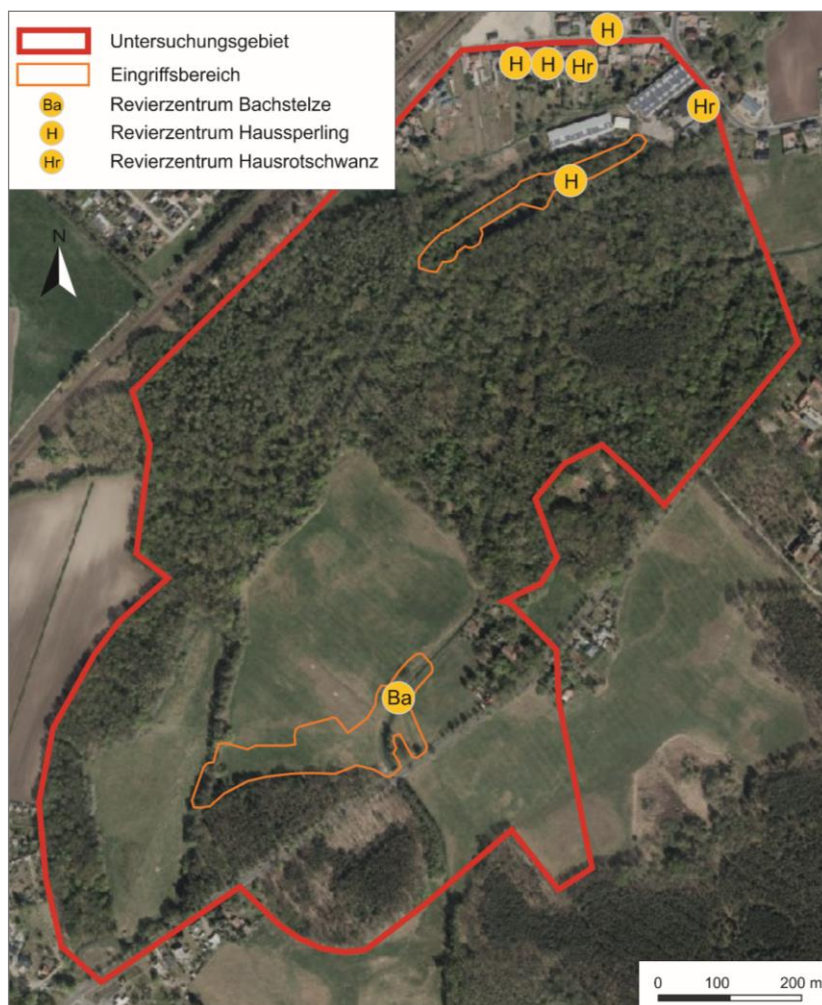 Untersuchungsgebiet
Eingriffsbereich
Ba Revierzentrum Bachstelze
H Revierzentrum Haussperling
Hr Revierzentrum Hausrotschwanz
H
H H Hr
Hr
H
N
Ba
0 100 200 m